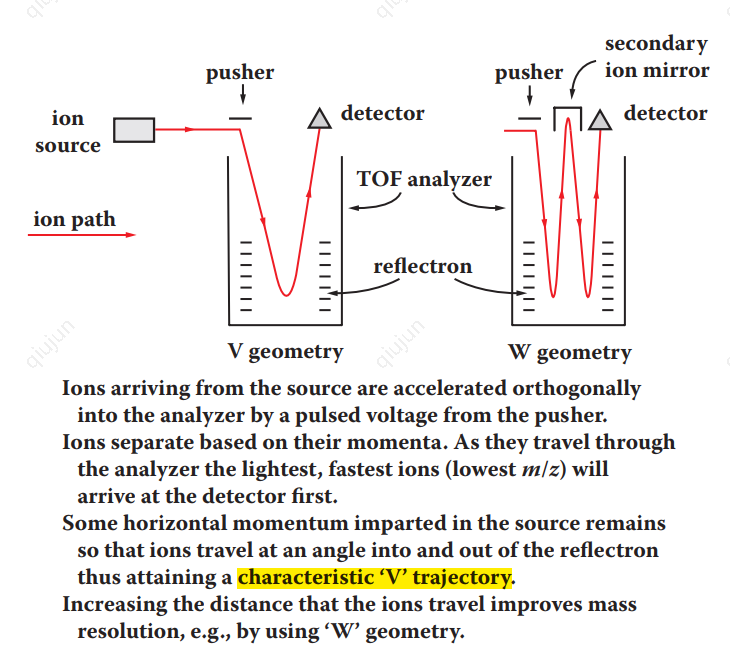 qiujun
qiujun
secondary
ion mirror
pusher
pusher
detector
detector
ion
source
TOF analyzer
ion path
reflectron
qiujun
qiujun
V geometry
W geometry
Ions arriving from the source are accelerated orthogonally
into the analyzer by a pulsed voltage from the pusher.
Ions separate based on their momenta. As they travel through
the analyzer the lightest, fastest ions (lowest m/z) will
arrive at the detector first.
Some horizontal momentum imparted in the source remains
so that ions travel at an angle into and out of the reflectron
thus attaining a characteristic ‘V’ trajectory.
Increasing the distance that the ions travel improves mass
resolution, e.g., by using ‘W’ geometry.